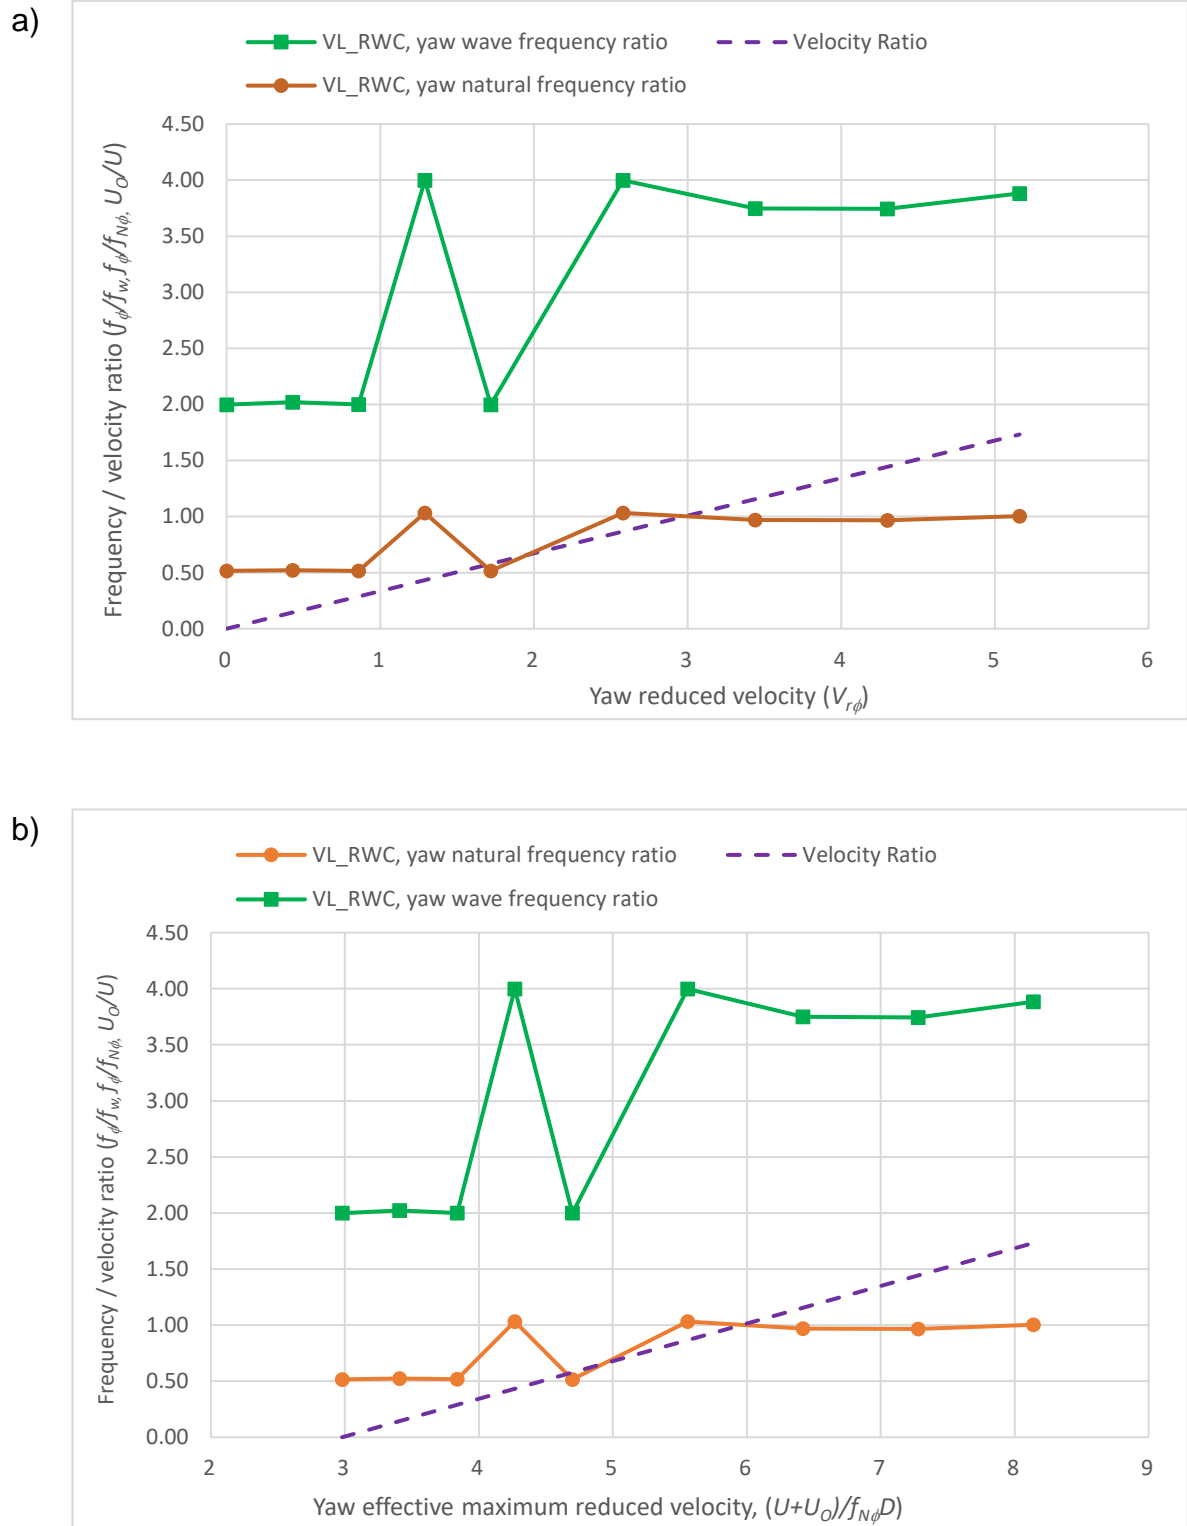 a)
VL_RWC, yaw wave frequency ratio
Velocity Ratio
VL_RWC, yaw natural frequency ratio
Frequency / velocity ratio (fϕ/fw, fϕ/fNϕ, UO/U)
4.50
4.00
3.50
3.00
2.50
2.00
1.50
1.00
0.50
0.00
0 1 2 3 4 5 6
Yaw reduced velocity (Vrϕ)
b)
VL_RWC, yaw natural frequency ratio
Velocity Ratio
VL_RWC, yaw wave frequency ratio
Frequency / velocity ratio (fϕ/fw, fϕ/fNϕ, UO/U)
4.50
4.00
3.50
3.00
2.50
2.00
1.50
1.00
0.50
0.00
2 3 4 5 6 7 8 9
Yaw effective maximum reduced velocity, (U+UO)/fNϕD)